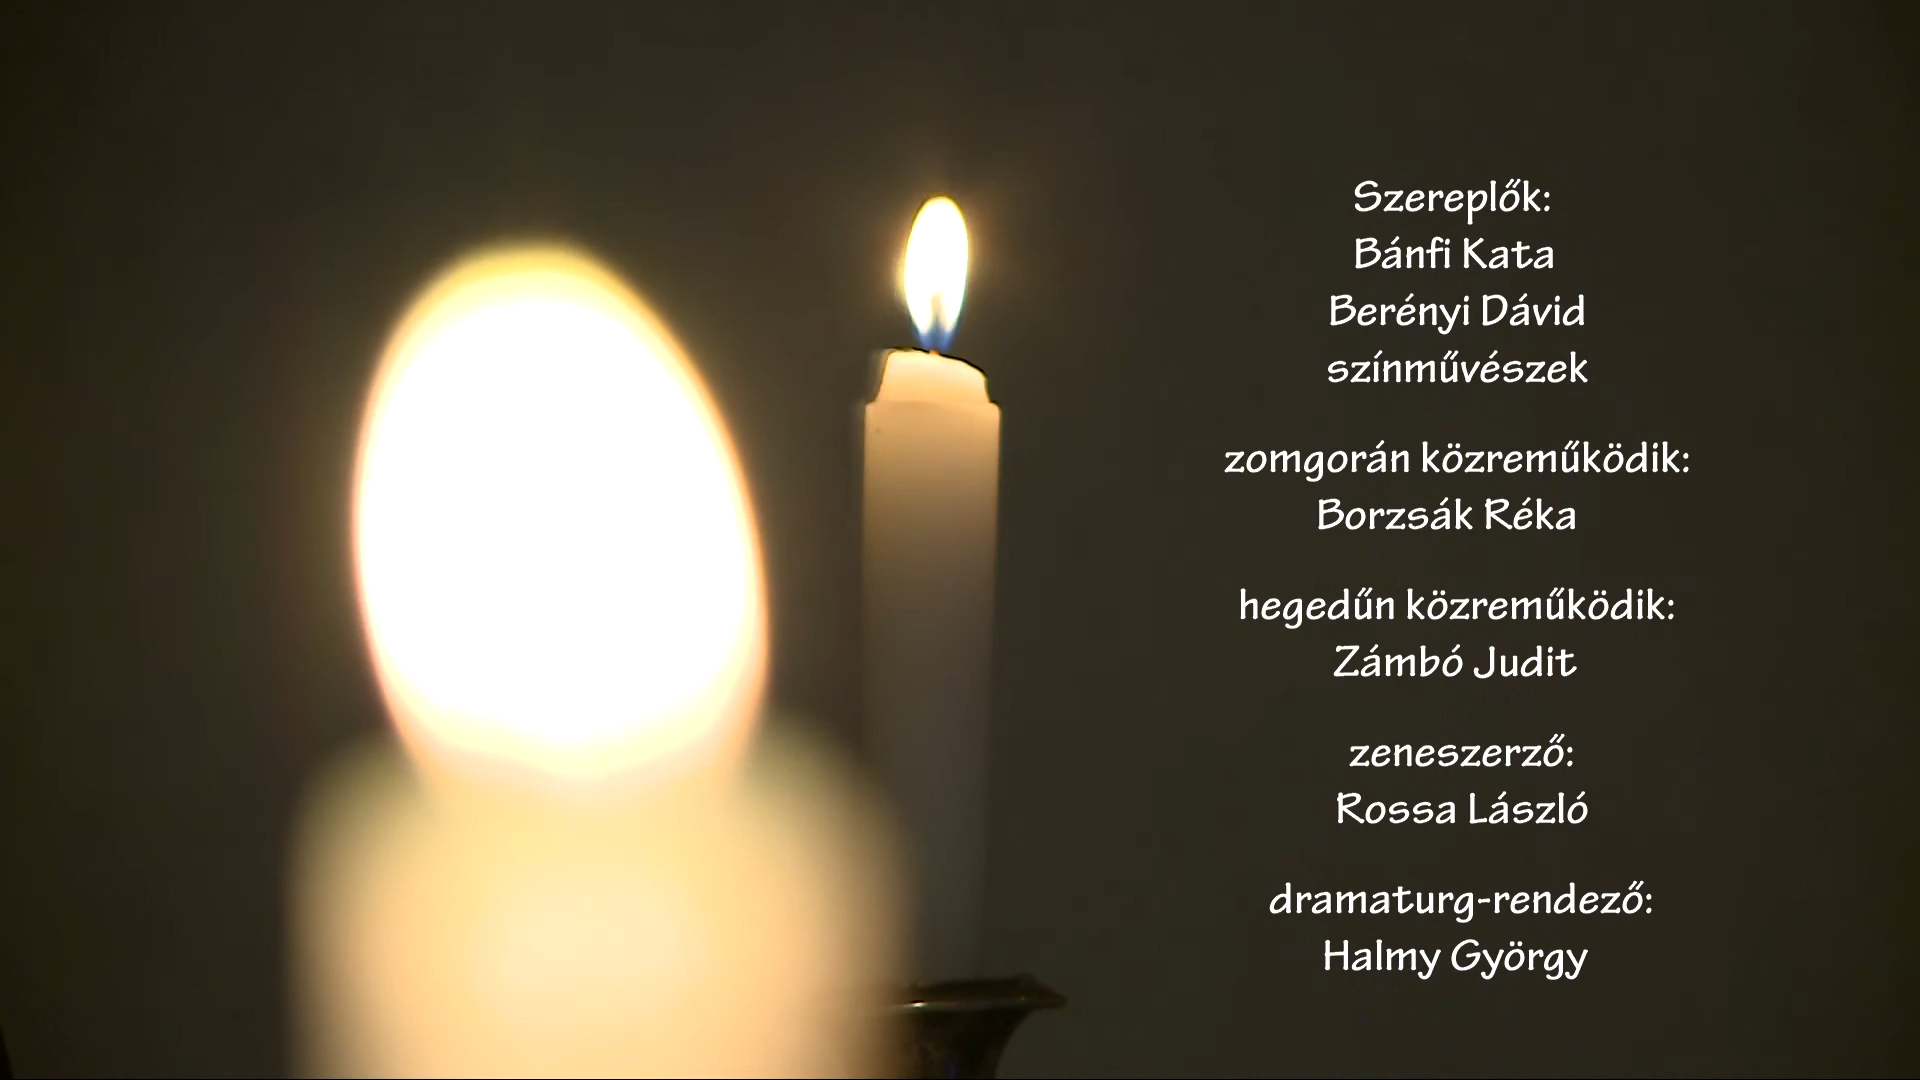 Szereplők:
Bánfi Kata
Berényi Dávid
színművészek
zomgorán közreműködik:
Borzsák Réka
hegedűn közreműködik:
Zámbó Judit
zeneszerző:
Rossa László
dramaturg-rendező:
Halmy György